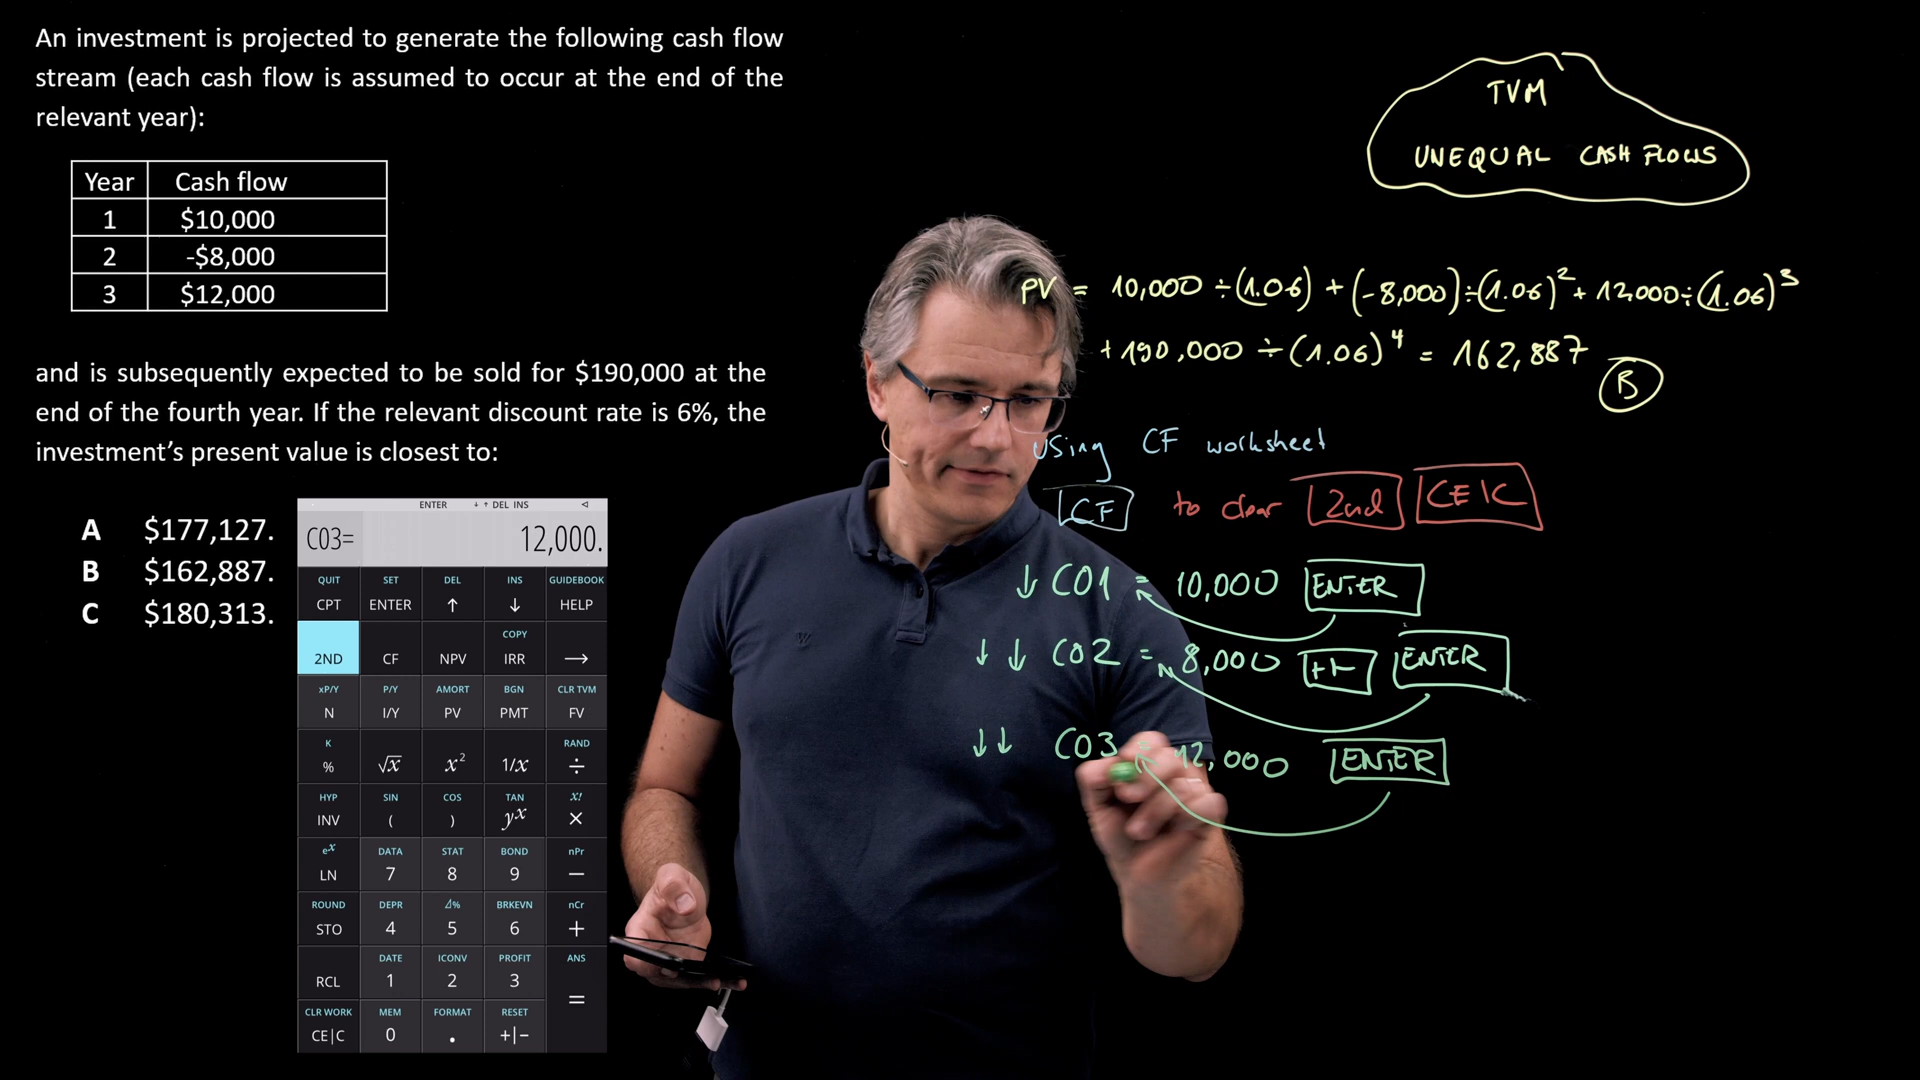 An investment is projected to generate the following cash flow
stream (each cash flow is assumed to occur at the end of the
relevant year):
Year Cash flow
1 $10,000
2 -$8,000
3 $12,000
and is subsequently expected to be sold for $190,000 at the
end of the fourth year. If the relevant discount rate is 6%, the
investment's present value is closest to:
A $177,127.
B $162,887.
C $180,313.
ENTER ↓ ↑ DEL INS
C03= 12,000.
QUIT SET DEL INS GUIDEBOOK
CPT ENTER ↑ ↓ HELP
COPY
2ND CF NPV IRR →
xP/Y P/Y AMORT BGN CLR TVM
N I/Y PV PMT FV
K RAND
% √x x² 1/x ÷
HYP SIN COS TAN x!
INV ( ) yˣ ×
eˣ DATA STAT BOND nPr
LN 7 8 9 −
ROUND DEPR Δ% BRKEVN nCr
STO 4 5 6 +
DATE ICONV PROFIT ANS
RCL 1 2 3 =
CLR WORK MEM FORMAT RESET
CE|C 0 . +|−
TVM
UNEQUAL CASH FLOWS
PV = 10,000 ÷ (1.06) + (-8,000) ÷ (1.06)² + 12,000 ÷ (1.06)³
+ 190,000 ÷ (1.06)⁴ = 162,887 B
using CF worksheet
CF to clear 2nd CE|C
↓ C01 = 10,000 ENTER
↓ ↓ C02 = 8,000 +|- ENTER
↓↓ C03 = 12,000 ENTER